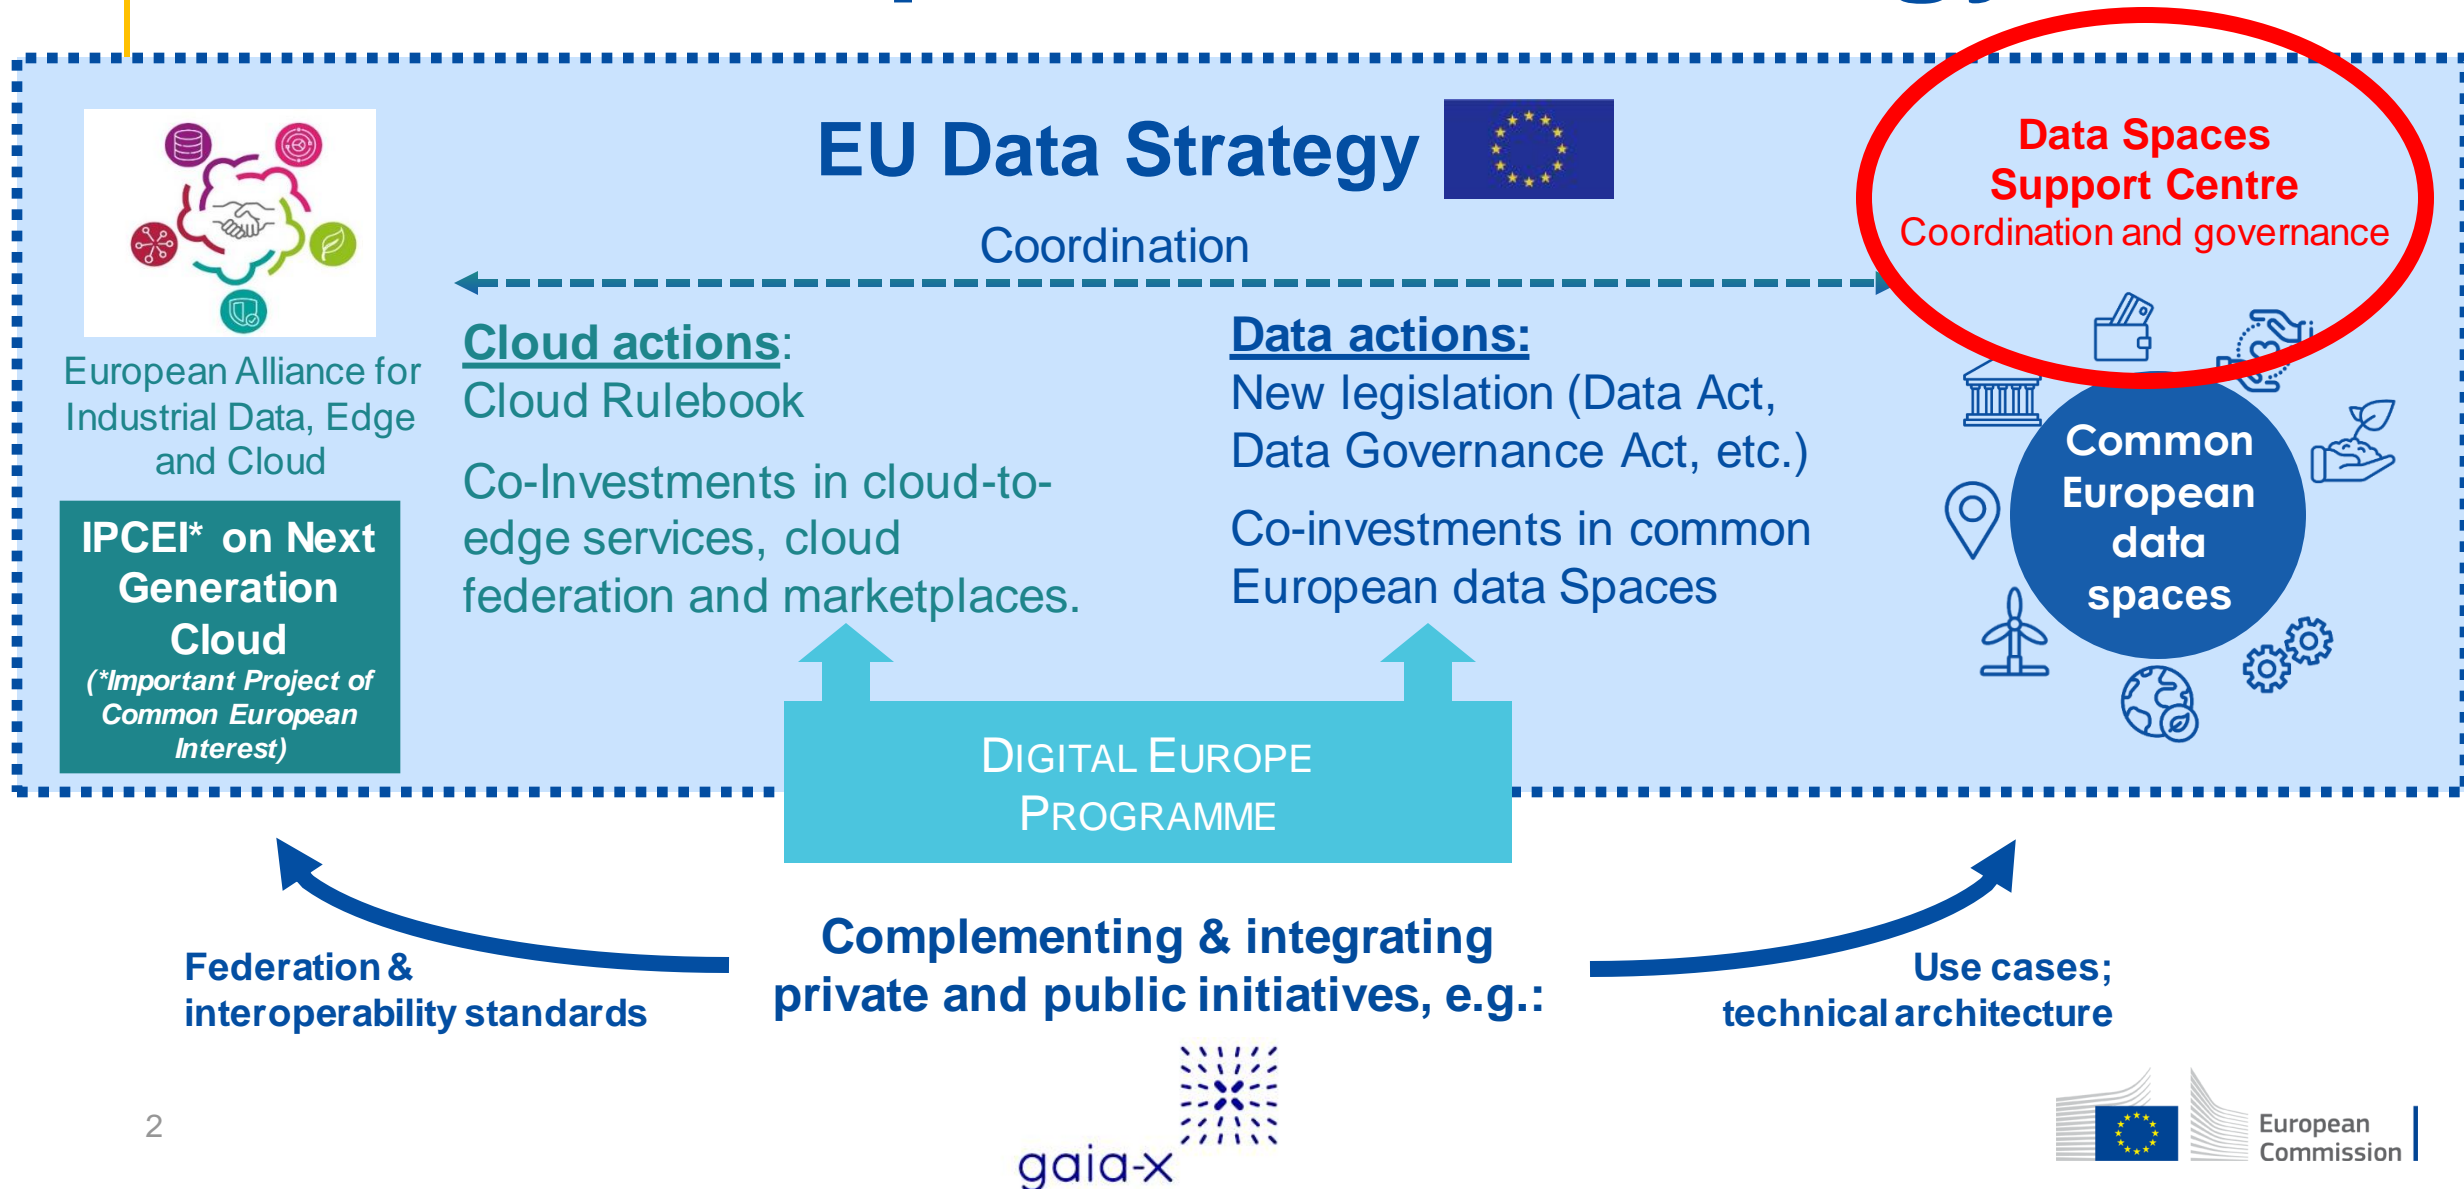 EU Data Strategy
Coordination
Data Spaces
Support Centre
Coordination and governance
European Alliance for
Industrial Data, Edge
and Cloud
IPCEI* on Next
Generation
Cloud
(*Important Project of
Common European
Interest)
Cloud actions:
Cloud Rulebook
Co-Investments in cloud-to-
edge services, cloud
federation and marketplaces.
Data actions:
New legislation (Data Act,
Data Governance Act, etc.)
Co-investments in common
European data Spaces
Common
European
data
spaces
DIGITAL EUROPE
PROGRAMME
Federation &
interoperability standards
Complementing & integrating
private and public initiatives, e.g.:
Use cases;
technical architecture
gaia-x
2
European
Commission